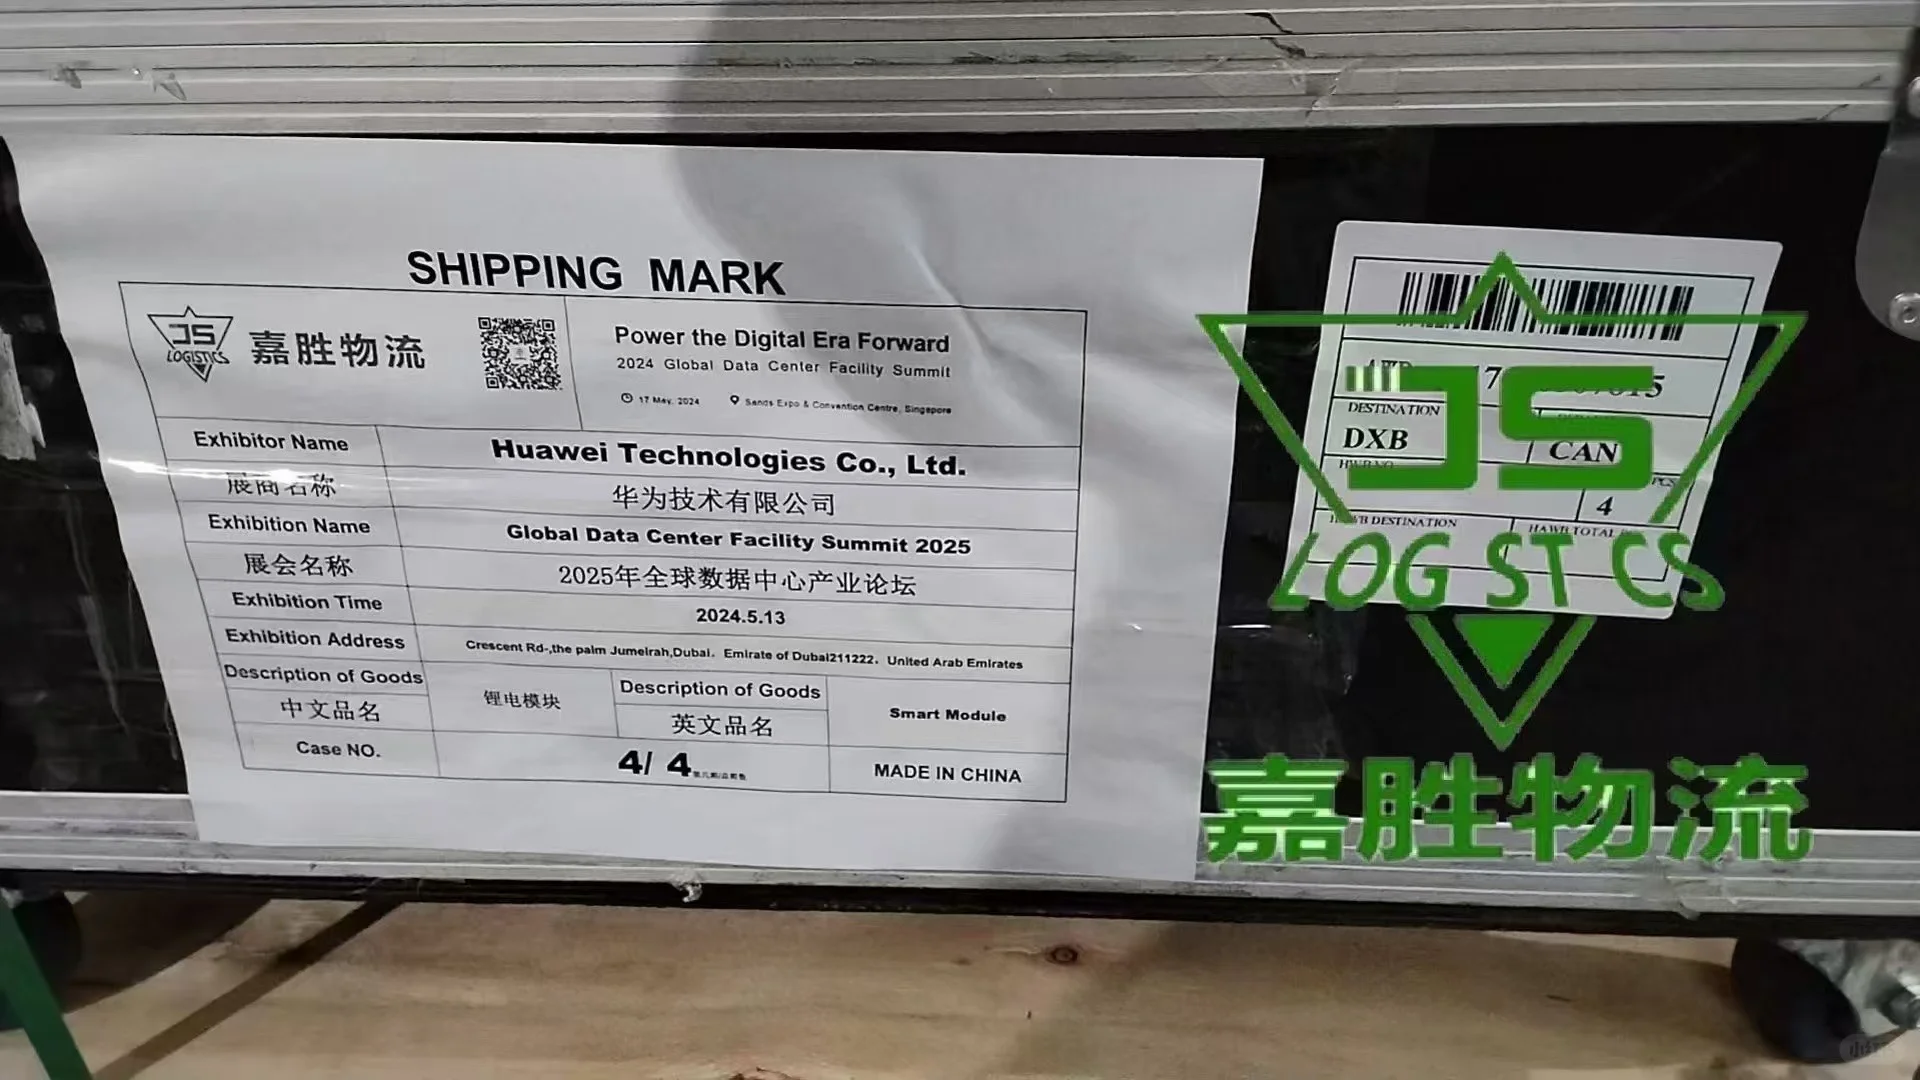 SHIPPING MARK
JS
LOGISTICS
嘉胜物流
Power the Digital Era Forward
2024 Global Data Center Facility Summit
17 May, 2024 Sands Expo & Convention Centre, Singapore
Exhibitor Name
展商名称
Huawei Technologies Co., Ltd.
华为技术有限公司
Exhibition Name
展会名称
Global Data Center Facility Summit 2025
2025年全球数据中心产业论坛
Exhibition Time
2024.5.13
Exhibition Address
Crescent Rd-,the palm Jumeirah,Dubai. Emirate of Dubai211222. United Arab Emirates
Description of Goods
中文品名
锂电模块
Description of Goods
英文品名
Smart Module
Case NO.
4/ 4
MADE IN CHINA
DESTINATION
DXB
CAN
4
DESTINATION
HAWB TOTAL
JS
LOG ST CS
嘉胜物流